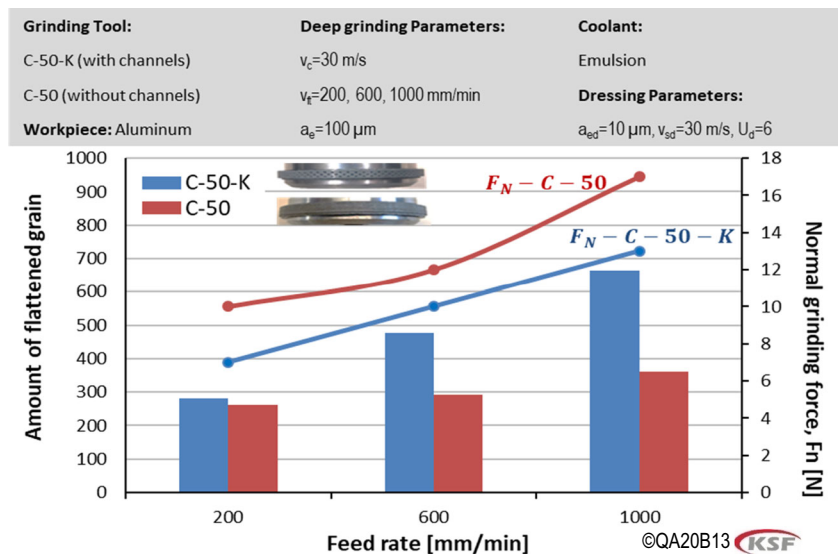 Grinding Tool:
C-50-K (with channels)
C-50 (without channels)
Workpiece: Aluminum
Deep grinding Parameters:
vc=30 m/s
vft=200, 600, 1000 mm/min
ae=100 µm
Coolant:
Emulsion
Dressing Parameters:
aed=10 µm, vsd=30 m/s, Ud=6
Amount of flattened grain
1000
900
800
700
600
500
400
300
200
100
0
C-50-K
C-50
FN − C − 50
FN − C − 50 − K
18
16
14
12
10
8
6
4
2
0
Normal grinding force, Fn [N]
200 600 1000
Feed rate [mm/min]
©QA20B13 KSF